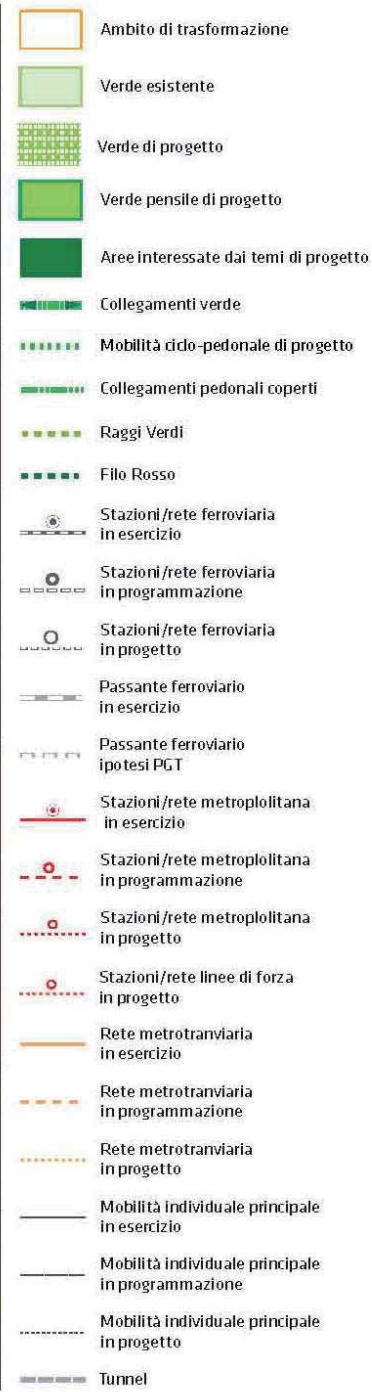 Ambito di trasformazione
Verde esistente
Verde di progetto
Verde pensile di progetto
Aree interessate dai temi di progetto
Collegamenti verde
Mobilità ciclo-pedonale di progetto
Collegamenti pedonali coperti
Raggi Verdi
Filo Rosso
Stazioni/rete ferroviaria
in esercizio
Stazioni/rete ferroviaria
in programmazione
Stazioni/rete ferroviaria
in progetto
Passante ferroviario
in esercizio
Passante ferroviario
ipotesi PGT
Stazioni/rete metroplolitana
in esercizio
Stazioni/rete metroplolitana
in programmazione
Stazioni/rete metroplolitana
in progetto
Stazioni/rete linee di forza
in progetto
Rete metrotranviaria
in esercizio
Rete metrotranviaria
in programmazione
Rete metrotranviaria
in progetto
Mobilità individuale principale
in esercizio
Mobilità individuale principale
in programmazione
Mobilità individuale principale
in progetto
Tunnel